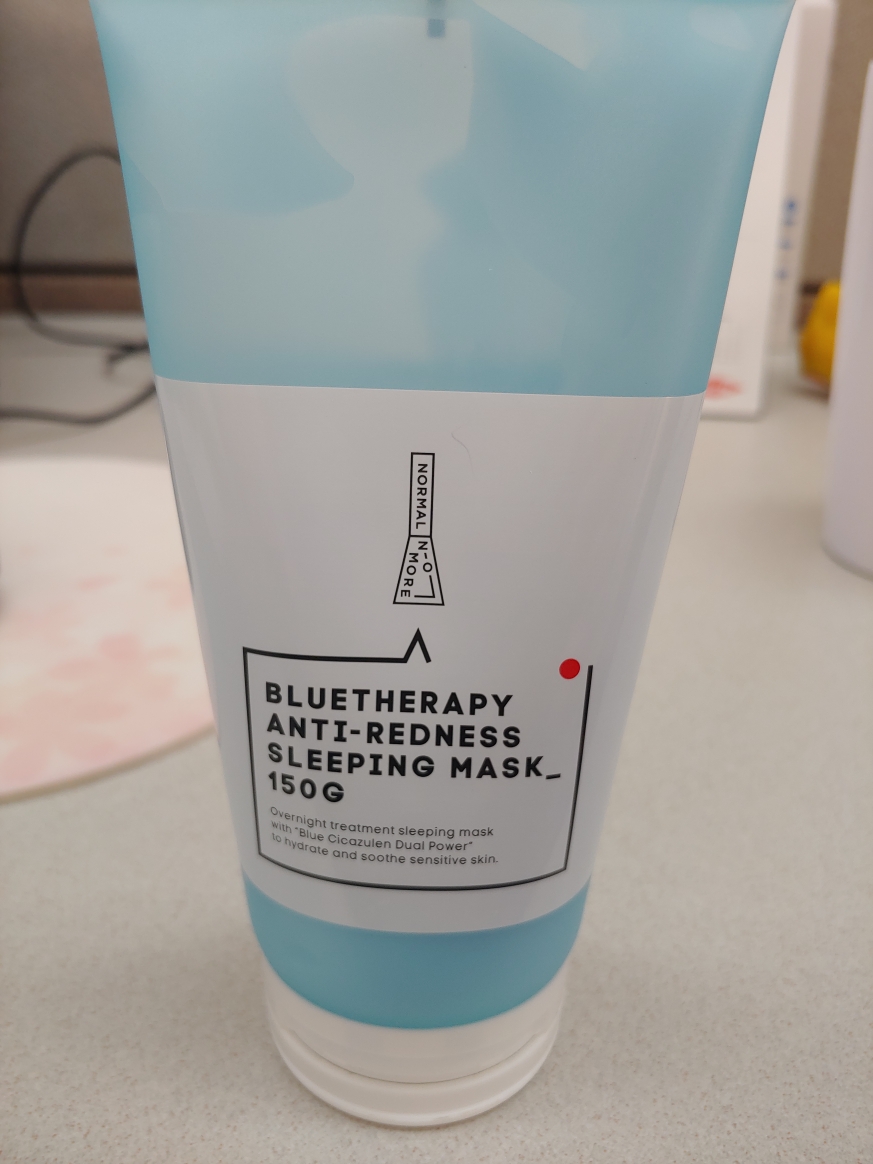 NORMAL
N-O
MORE
BLUETHERAPY
ANTI-REDNESS
SLEEPING MASK_
150G
Overnight treatment sleeping mask
with "Blue Cicazulen Dual Power"
to hydrate and soothe sensitive skin.